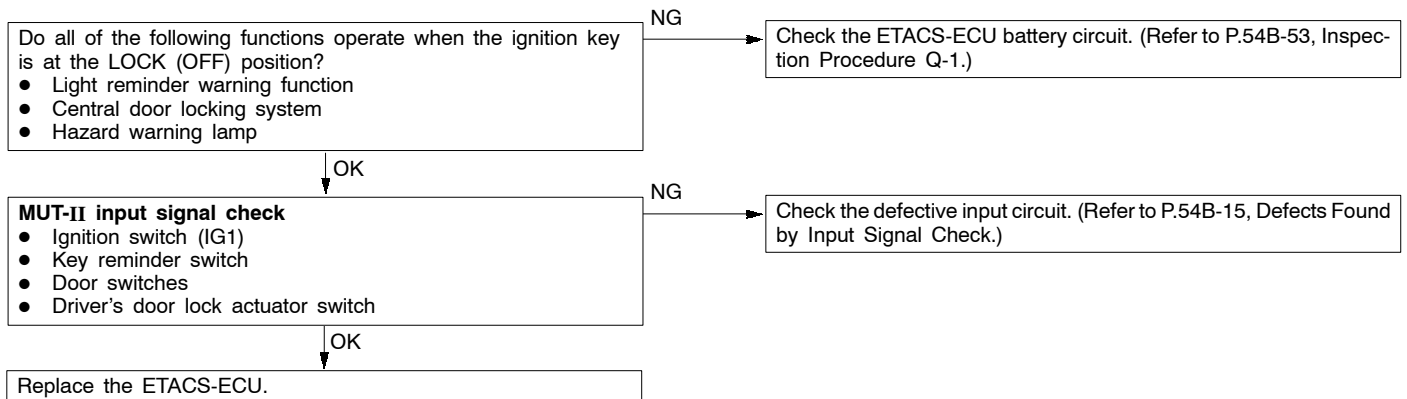 NG
Do all of the following functions operate when the ignition key
is at the LOCK (OFF) position?
● Light reminder warning function
● Central door locking system
● Hazard warning lamp
Check the ETACS-ECU battery circuit. (Refer to P.54B-53, Inspec-
tion Procedure Q-1.)
OK
NG
MUT-II input signal check
● Ignition switch (IG1)
● Key reminder switch
● Door switches
● Driver's door lock actuator switch
Check the defective input circuit. (Refer to P.54B-15, Defects Found
by Input Signal Check.)
OK
Replace the ETACS-ECU.